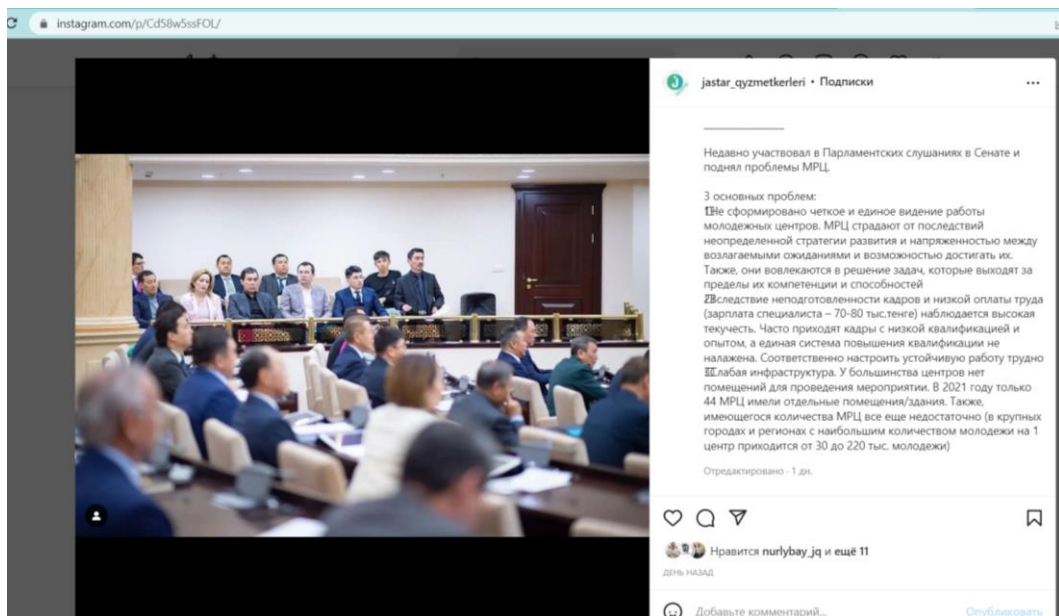 instagram.com/p/Cd58w5ssFOL/
jastar_qyzmetkerleri • Подписки
Недавно участвовал в Парламентских слушаниях в Сенате и
поднял проблемы МРЦ.
3 основных проблем:
1️⃣Не сформировано четкое и единое видение работы
молодежных центров. МРЦ страдают от последствий
неопределенной стратегии развития и напряженностью между
возлагаемыми ожиданиями и возможностью достигать их.
Также, они вовлекаются в решение задач, которые выходят за
пределы их компетенции и способностей
2️⃣Вследствие неподготовленности кадров и низкой оплаты труда
(зарплата специалиста – 70-80 тыс.тенге) наблюдается высокая
текучесть. Часто приходят кадры с низкой квалификацией и
опытом, а единая система повышения квалификации не
налажена. Соответственно настроить устойчивую работу трудно
3️⃣Слабая инфраструктура. У большинства центров нет
помещений для проведения мероприятии. В 2021 году только
44 МРЦ имели отдельные помещения/здания. Также,
имеющегося количества МРЦ все еще недостаточно (в крупных
городах и регионах с наибольшим количеством молодежи на 1
центр приходится от 30 до 220 тыс. молодежи)
Отредактировано · 1 дн.
Нравится nurlybay_jq и ещё 11
ДЕНЬ НАЗАД
Добавьте комментарий...
Опубликовать